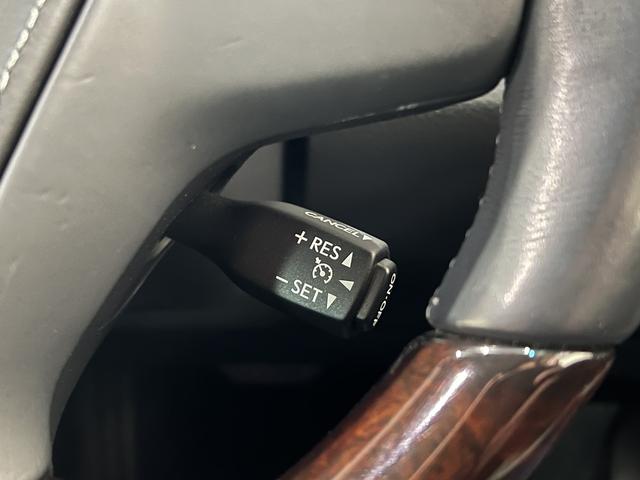 CANCEL▼
+ RES ▲
− SET ▼
ON·OFF